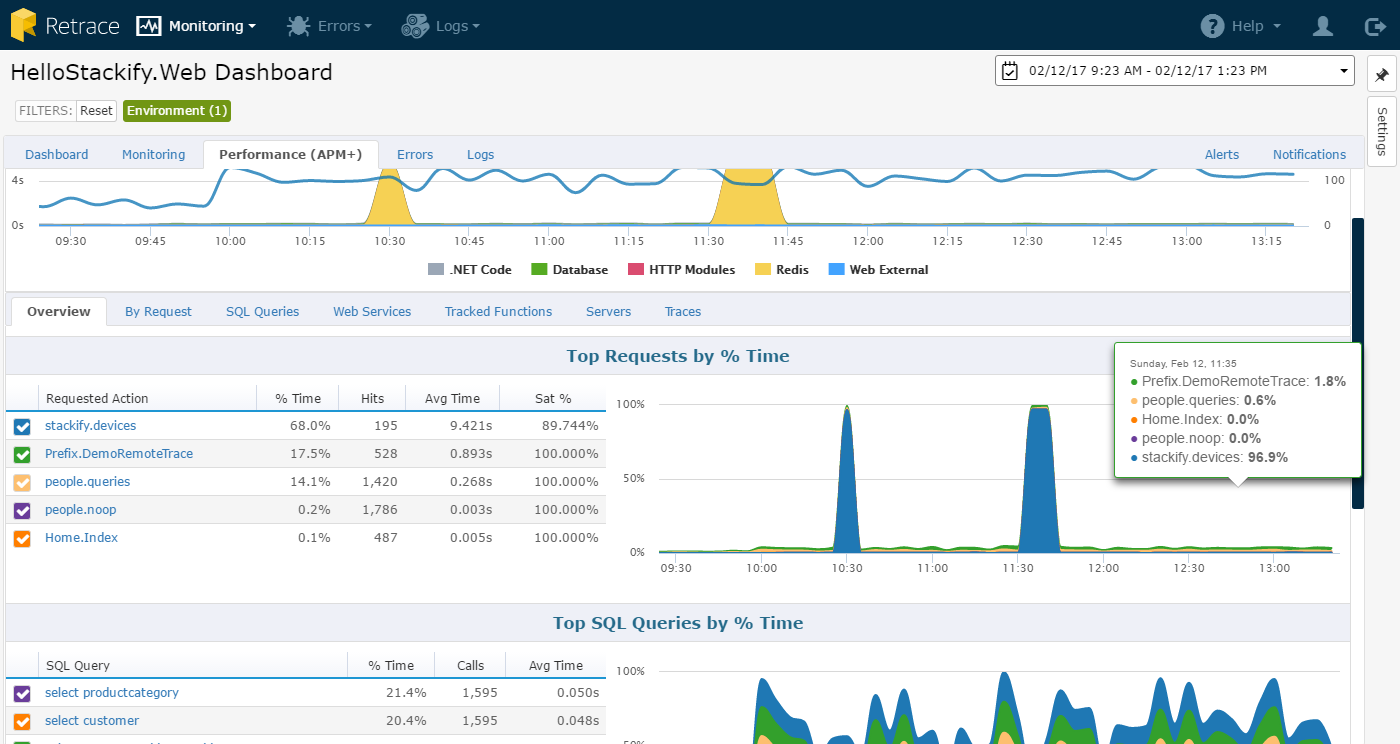 Retrace Monitoring Errors Logs Help
HelloStackify.Web Dashboard
02/12/17 9:23 AM - 02/12/17 1:23 PM
Settings
FILTERS: Reset Environment (1)
Dashboard Monitoring Performance (APM+) Errors Logs Alerts Notifications
4s 100
0s 0
09:30 09:45 10:00 10:15 10:30 10:45 11:00 11:15 11:30 11:45 12:00 12:15 12:30 12:45 13:00 13:15
.NET Code Database HTTP Modules Redis Web External
Overview By Request SQL Queries Web Services Tracked Functions Servers Traces
Top Requests by % Time
Requested Action % Time Hits Avg Time Sat %
stackify.devices 68.0% 195 9.421s 89.744%
Prefix.DemoRemoteTrace 17.5% 528 0.893s 100.000%
people.queries 14.1% 1,420 0.268s 100.000%
people.noop 0.2% 1,786 0.003s 100.000%
Home.Index 0.1% 487 0.005s 100.000%
100%
50%
0%
09:30 10:00 10:30 11:00 11:30 12:00 12:30 13:00
Sunday, Feb 12, 11:35
Prefix.DemoRemoteTrace: 1.8%
people.queries: 0.6%
Home.Index: 0.0%
people.noop: 0.0%
stackify.devices: 96.9%
Top SQL Queries by % Time
SQL Query % Time Calls Avg Time
select productcategory 21.4% 1,595 0.050s
select customer 20.4% 1,595 0.048s
100%